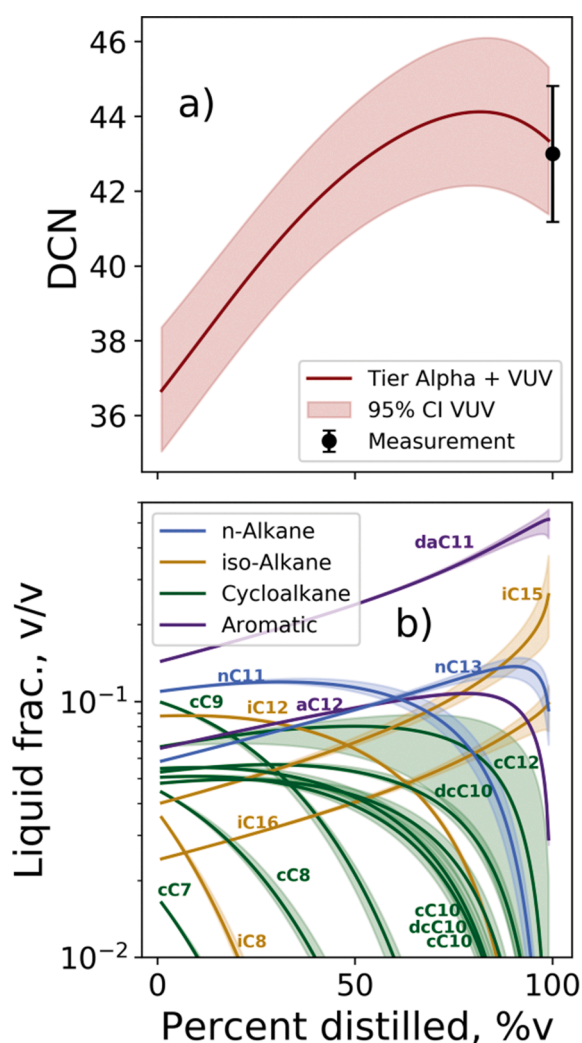 46
44
42
40
38
36
DCN
a)
Tier Alpha + VUV
95% CI VUV
Measurement
n-Alkane
iso-Alkane
Cycloalkane
Aromatic
b)
daC11
iC15
nC11
nC13
cC9
iC12
aC12
cC12
dcC10
iC16
cC8
cC7
iC8
cC10
dcC10
cC10
10⁻¹
10⁻²
Liquid frac., v/v
0
50
100
Percent distilled, %v